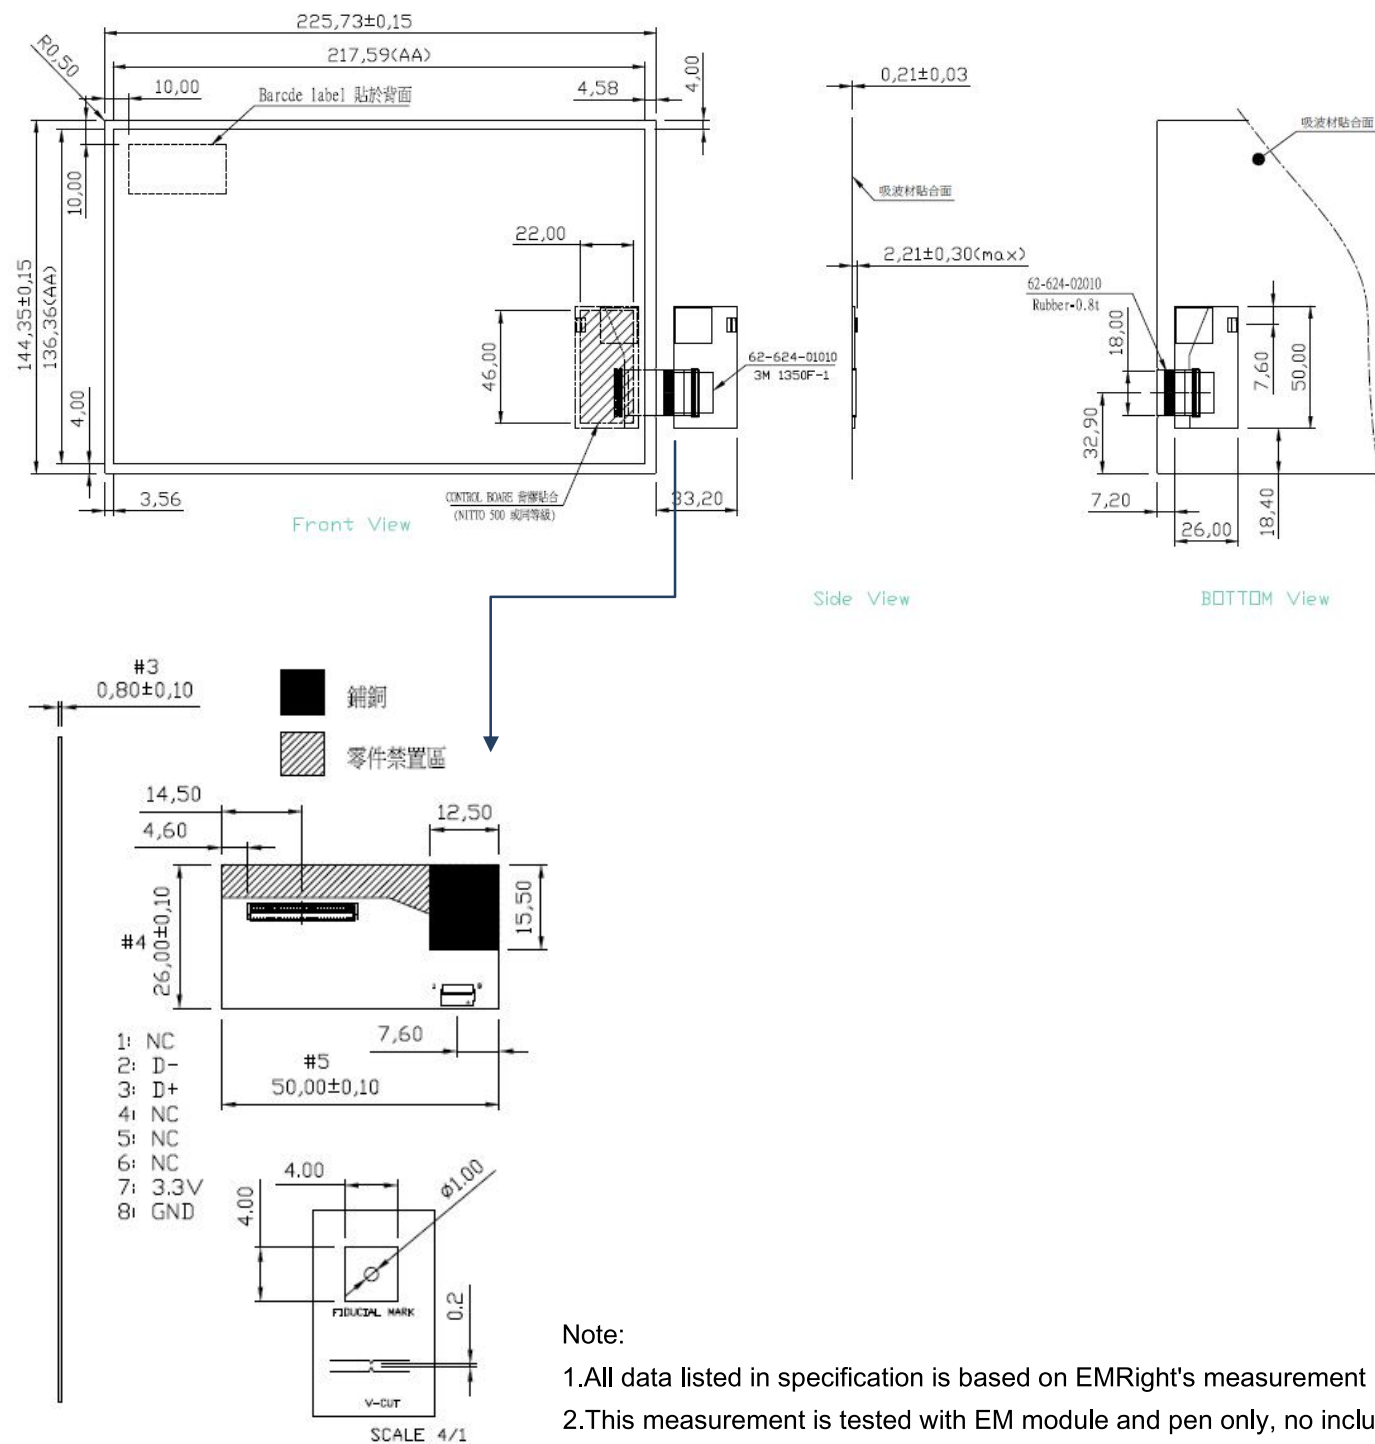 225,73±0,15
217,59(AA)
R0,50
10,00
Barcde label 貼於背面
4,58
4,00
10,00
144,35±0,15
136,36(AA)
4,00
22,00
46,00
62-624-01010
3M 1350F-1
3,56
CONTROL BOARE 背膠貼合
(NITTO 500 或同等級)
33,20
Front View
0,21±0,03
吸波材貼合面
2,21±0,30(max)
Side View
吸波材貼合面
62-624-02010
Rubber-0.8t
18,00
7,60
50,00
32,90
7,20
26,00
18,40
BOTTOM View
#3
0,80±0,10
鋪銅
零件禁置區
14,50
4,60
12,50
15,50
#4
26,00±0,10
7,60
#5
50,00±0,10
1: NC
2: D-
3: D+
4: NC
5: NC
6: NC
7: 3.3V
8: GND
4.00
4.00
ø1.00
FIDUCIAL MARK
0.2
V-CUT
SCALE 4/1
Note:
1.All data listed in specification is based on EMRight's measurement
2.This measurement is tested with EM module and pen only, no inclu